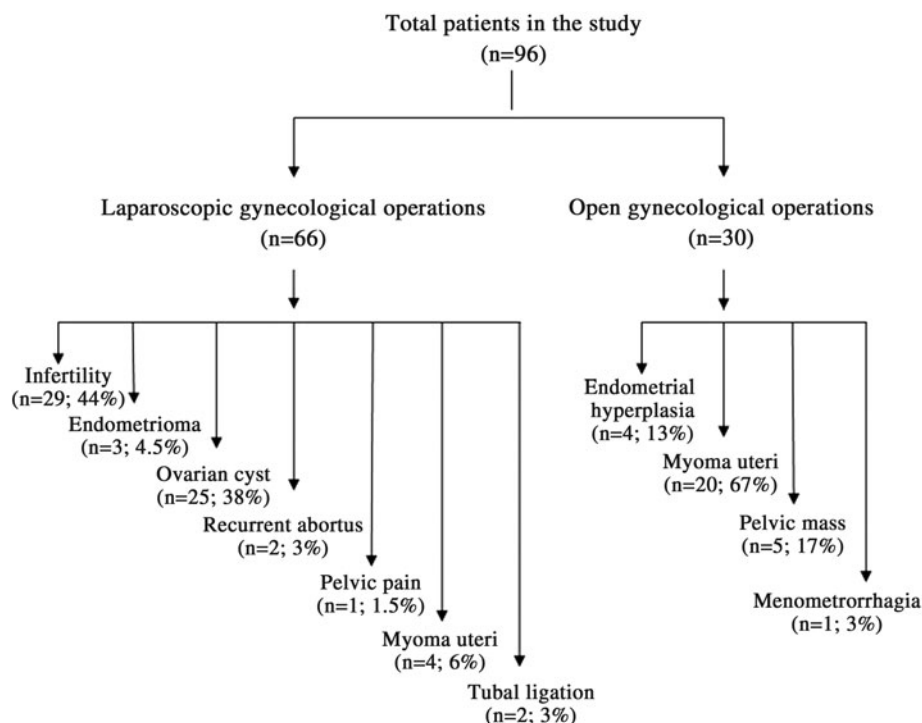 Total patients in the study
(n=96)
Laparoscopic gynecological operations
(n=66)
Open gynecological operations
(n=30)
Infertility
(n=29; 44%)
Endometrioma
(n=3; 4.5%)
Ovarian cyst
(n=25; 38%)
Recurrent abortus
(n=2; 3%)
Pelvic pain
(n=1; 1.5%)
Myoma uteri
(n=4; 6%)
Tubal ligation
(n=2; 3%)
Endometrial
hyperplasia
(n=4; 13%)
Myoma uteri
(n=20; 67%)
Pelvic mass
(n=5; 17%)
Menometrorrhagia
(n=1; 3%)